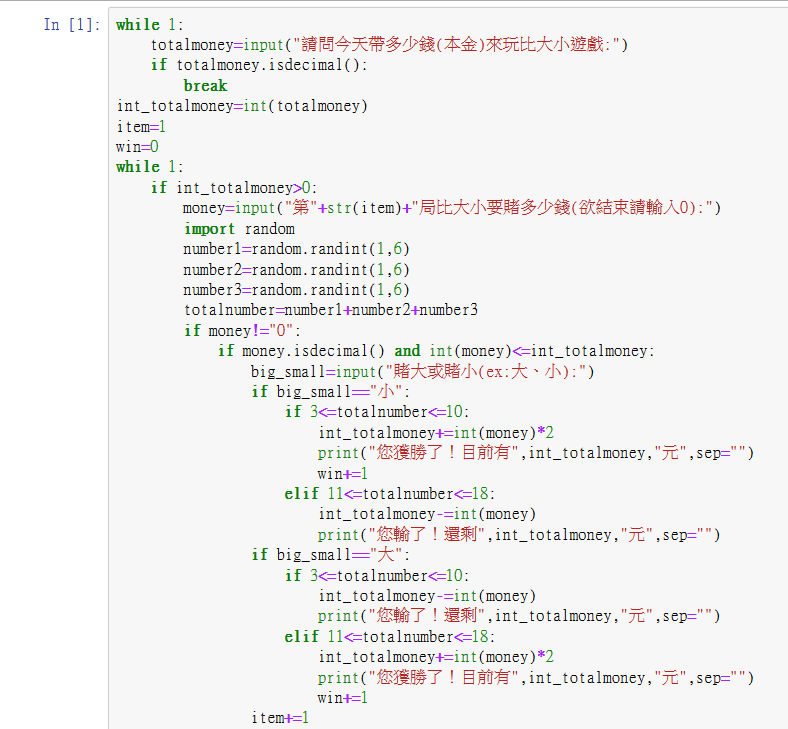 In [1]: while 1:
    totalmoney=input("請問今天帶多少錢(本金)來玩比大小遊戲:")
    if totalmoney.isdecimal():
        break
int_totalmoney=int(totalmoney)
item=1
win=0
while 1:
    if int_totalmoney>0:
        money=input("第"+str(item)+"局比大小要賭多少錢(欲結束請輸入0):")
        import random
        number1=random.randint(1,6)
        number2=random.randint(1,6)
        number3=random.randint(1,6)
        totalnumber=number1+number2+number3
        if money!="0":
            if money.isdecimal() and int(money)<=int_totalmoney:
                big_small=input("賭大或賭小(ex:大、小):")
                if big_small=="小":
                    if 3<=totalnumber<=10:
                        int_totalmoney+=int(money)*2
                        print("您獲勝了！目前有",int_totalmoney,"元",sep="")
                        win+=1
                    elif 11<=totalnumber<=18:
                        int_totalmoney-=int(money)
                        print("您輸了！還剩",int_totalmoney,"元",sep="")
                if big_small=="大":
                    if 3<=totalnumber<=10:
                        int_totalmoney-=int(money)
                        print("您輸了！還剩",int_totalmoney,"元",sep="")
                    elif 11<=totalnumber<=18:
                        int_totalmoney+=int(money)*2
                        print("您獲勝了！目前有",int_totalmoney,"元",sep="")
                        win+=1
                item+=1